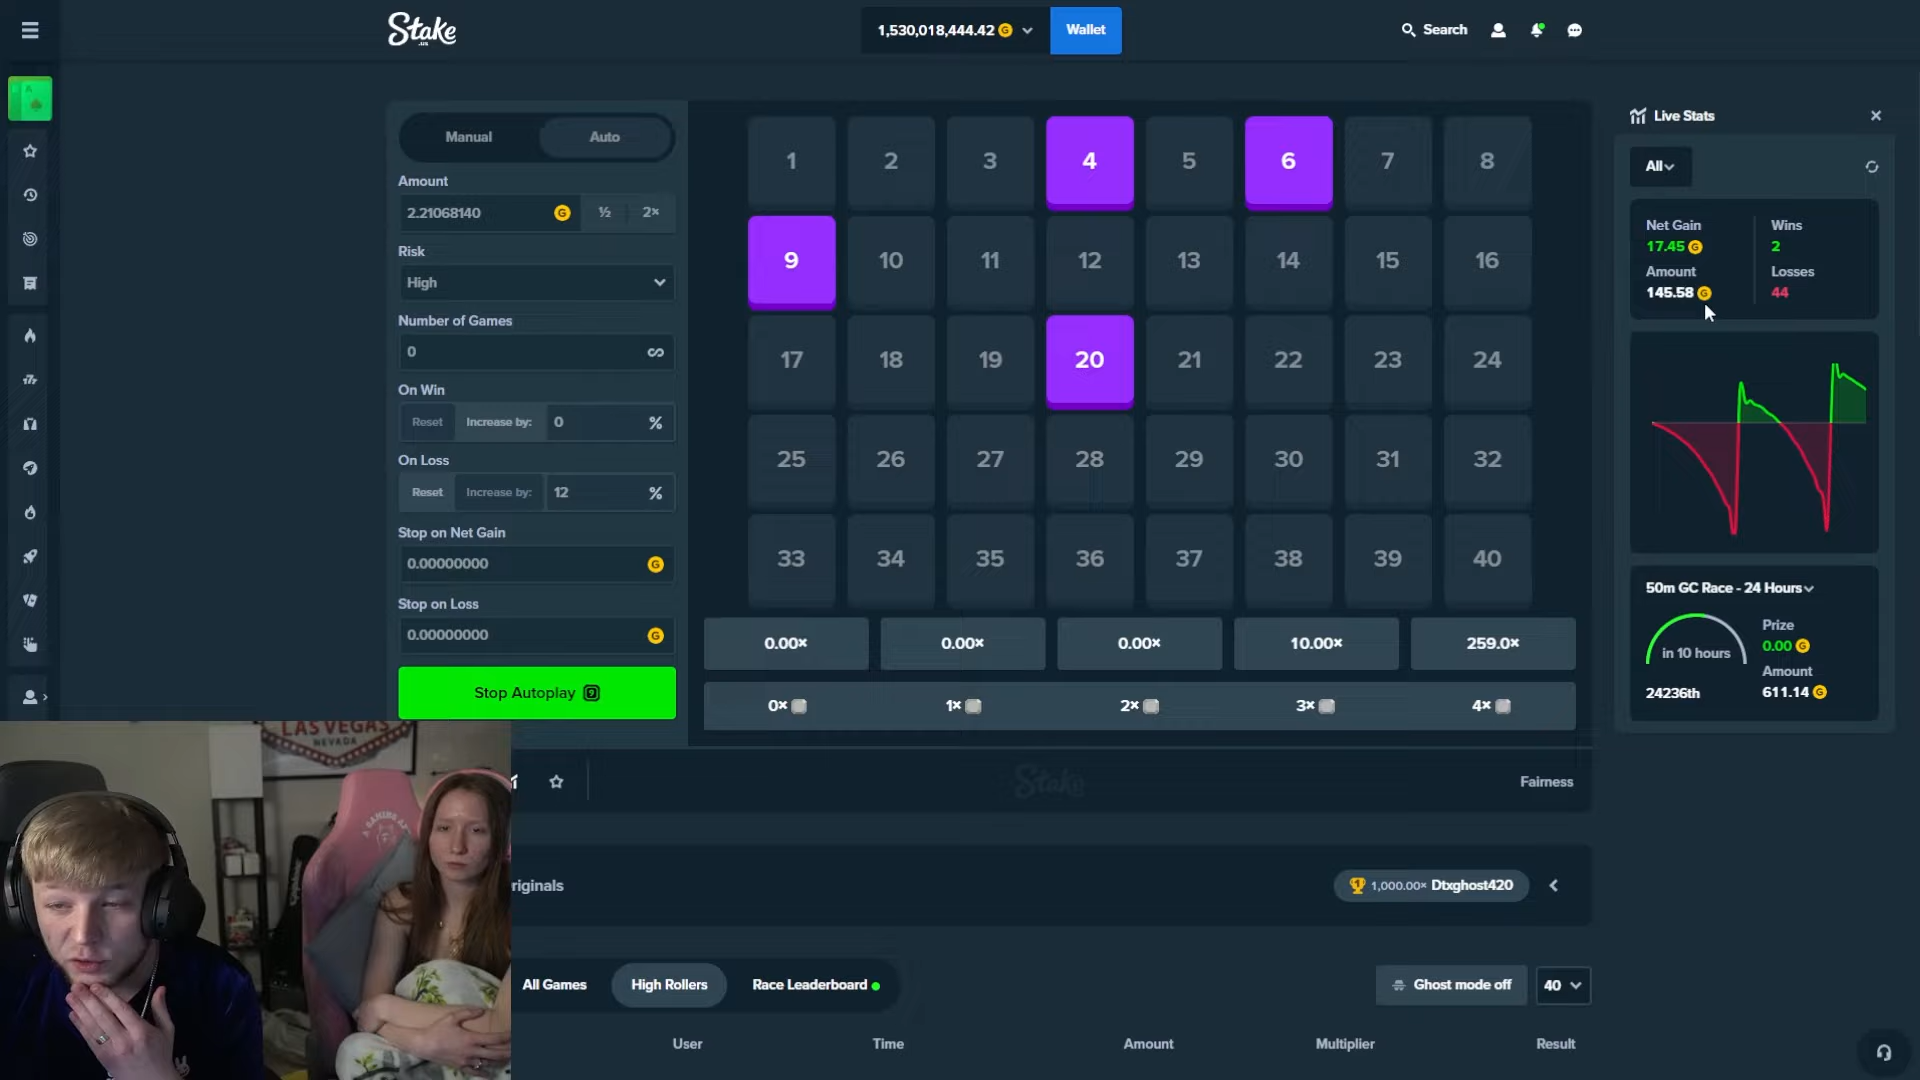 Stake
.us
1,530,018,444.42
Wallet
Search
Manual
Auto
Amount
2.21068140
½
2×
Risk
High
Number of Games
0
On Win
Reset
Increase by:
0
%
On Loss
Reset
Increase by:
12
%
Stop on Net Gain
0.00000000
Stop on Loss
0.00000000
Stop Autoplay
1 2 3 4 5 6 7 8
9 10 11 12 13 14 15 16
17 18 19 20 21 22 23 24
25 26 27 28 29 30 31 32
33 34 35 36 37 38 39 40
0.00× 0.00× 0.00× 10.00× 259.0×
0× 1× 2× 3× 4×
Live Stats
All
Net Gain
17.45
Wins
2
Amount
145.58
Losses
44
50m GC Race - 24 Hours
in 10 hours
24236th
Prize
0.00
Amount
611.14
Stake
Fairness
riginals
1,000.00× Dtxghost420
All Games
High Rollers
Race Leaderboard
Ghost mode off
40
User Time Amount Multiplier Result
LAS VEGAS
NEVADA